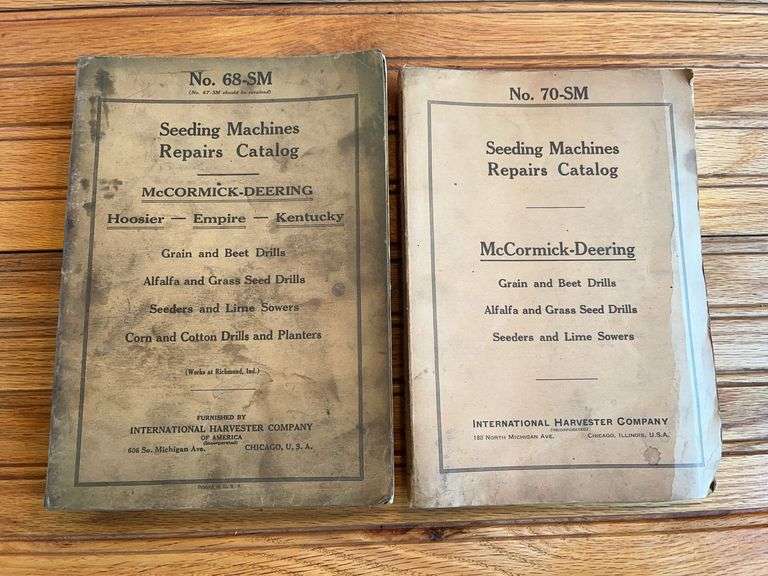 No. 68-SM
(No. 67-SM should be retained)
Seeding Machines
Repairs Catalog
McCORMICK-DEERING
Hoosier — Empire — Kentucky
Grain and Beet Drills
Alfalfa and Grass Seed Drills
Seeders and Lime Sowers
Corn and Cotton Drills and Planters
(Works at Richmond, Ind.)
FURNISHED BY
INTERNATIONAL HARVESTER COMPANY
OF AMERICA
(Incorporated)
606 So. Michigan Ave. CHICAGO, U. S. A.
Printed in U. S. A.
No. 70-SM
Seeding Machines
Repairs Catalog
McCormick-Deering
Grain and Beet Drills
Alfalfa and Grass Seed Drills
Seeders and Lime Sowers
INTERNATIONAL HARVESTER COMPANY
(INCORPORATED)
180 NORTH MICHIGAN AVE. CHICAGO, ILLINOIS, U.S.A.